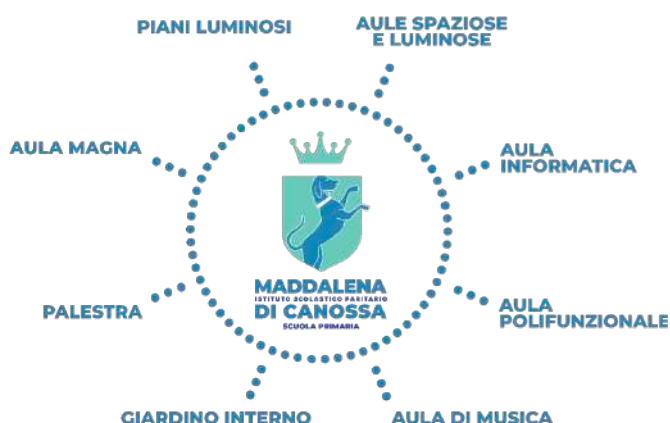 PIANI LUMINOSI
AULE SPAZIOSE
E LUMINOSE
AULA MAGNA
AULA
INFORMATICA
MADDALENA
ISTITUTO SCOLASTICO PARITARIO
DI CANOSSA
SCUOLA PRIMARIA
PALESTRA
AULA
POLIFUNZIONALE
GIARDINO INTERNO
AULA DI MUSICA